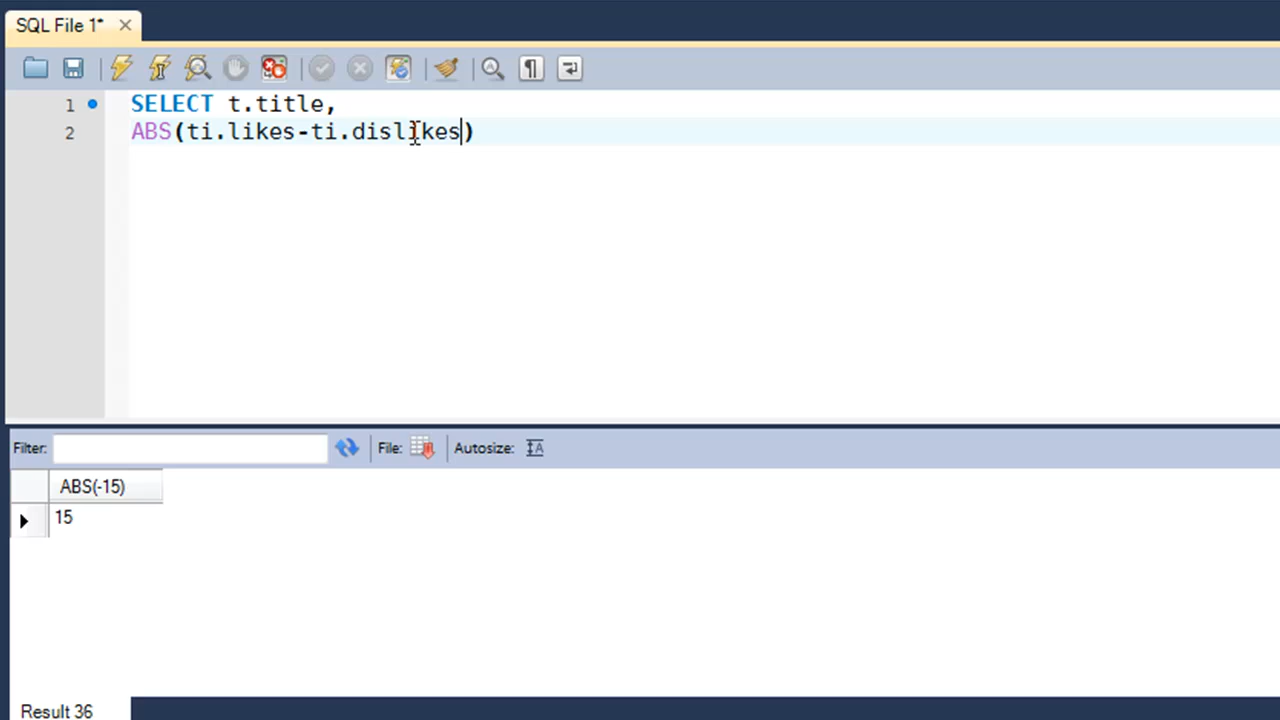 SQL File 1*
1 SELECT t.title,
2 ABS(ti.likes-ti.dislikes)
Filter: File: Autosize:
ABS(-15)
15
Result 36